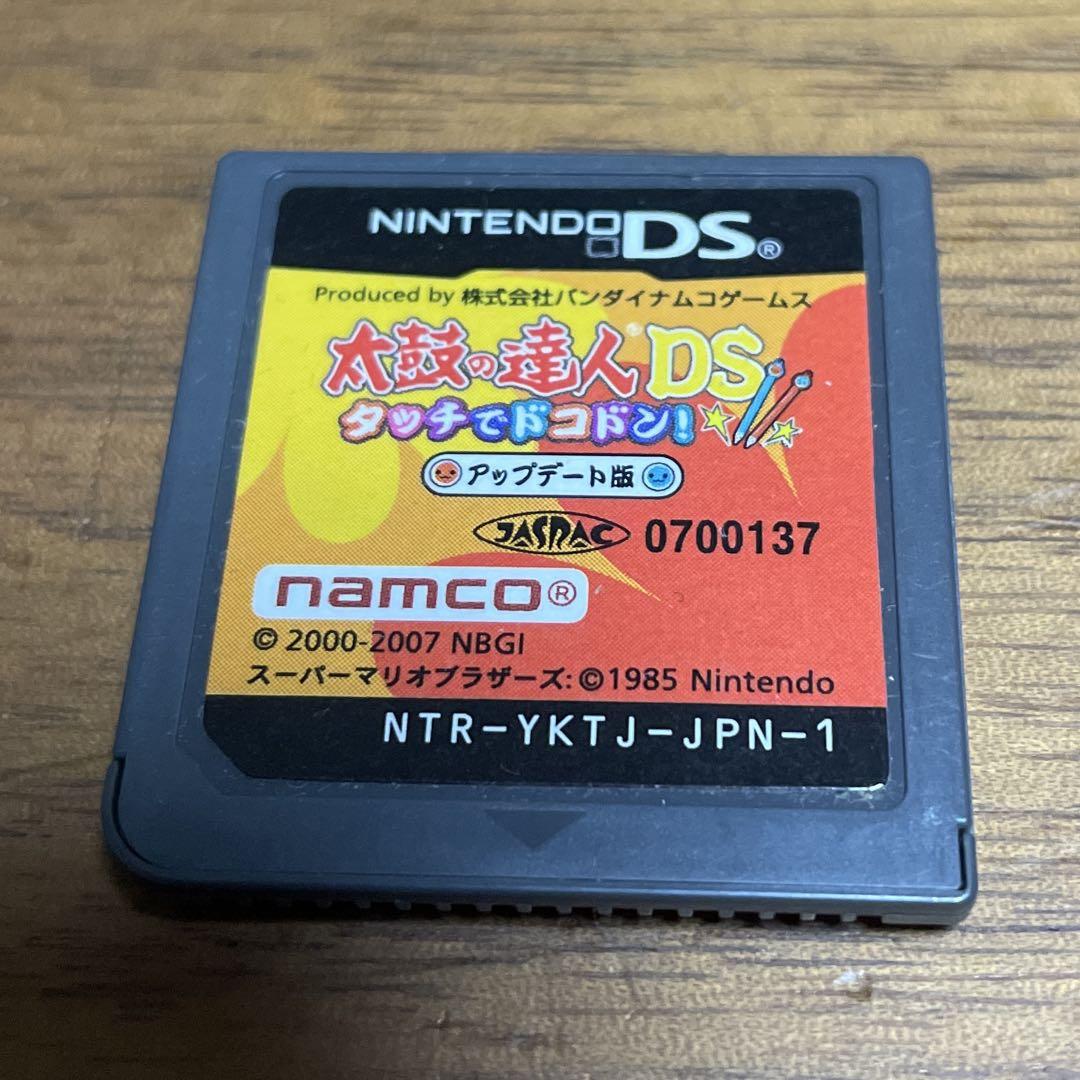 NINTENDO DS®
Produced by 株式会社バンダイナムコゲームス
太鼓の達人®DS
タッチでドコドン!
アップデート版
JASRAC 0700137
namco®
© 2000-2007 NBGI
スーパーマリオブラザーズ:©1985 Nintendo
NTR-YKTJ-JPN-1